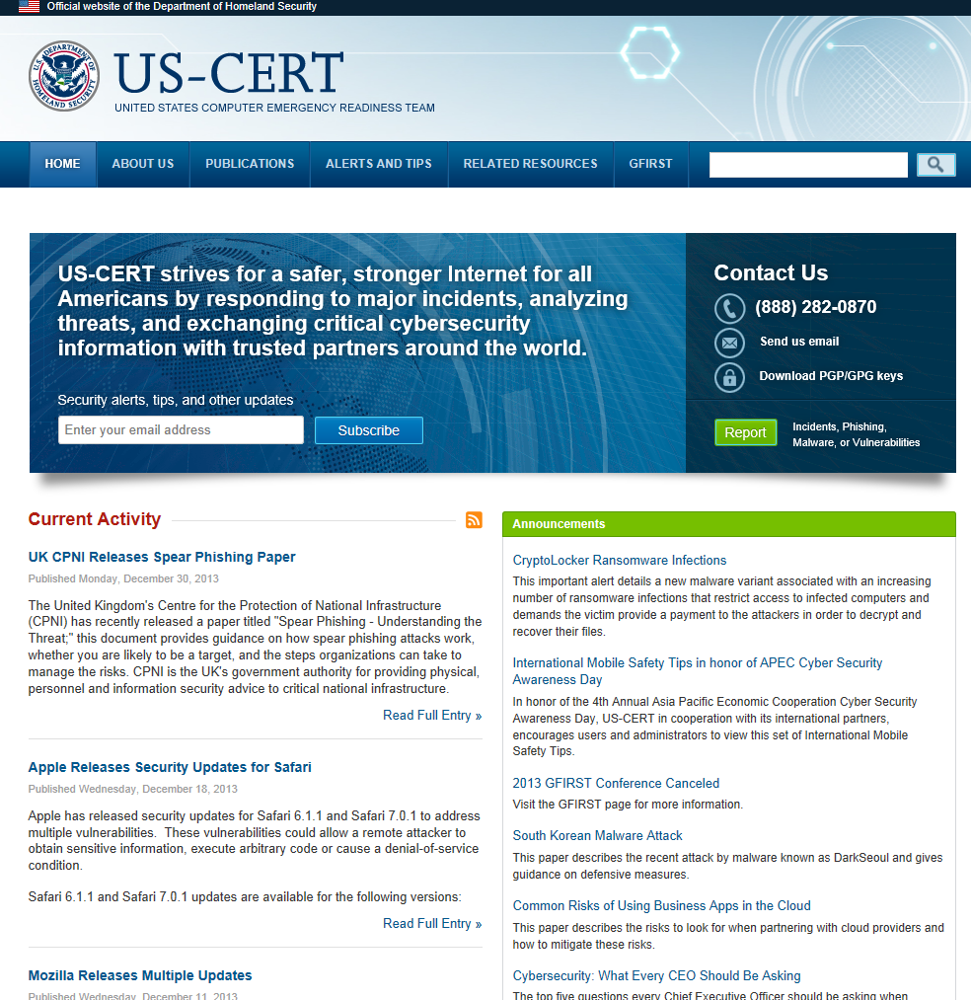 Official website of the Department of Homeland Security
US-CERT
UNITED STATES COMPUTER EMERGENCY READINESS TEAM
HOME
ABOUT US
PUBLICATIONS
ALERTS AND TIPS
RELATED RESOURCES
GFIRST
US-CERT strives for a safer, stronger Internet for all
Americans by responding to major incidents, analyzing
threats, and exchanging critical cybersecurity
information with trusted partners around the world.
Security alerts, tips, and other updates
Enter your email address
Subscribe
Contact Us
(888) 282-0870
Send us email
Download PGP/GPG keys
Report
Incidents, Phishing,
Malware, or Vulnerabilities
Current Activity
UK CPNI Releases Spear Phishing Paper
Published Monday, December 30, 2013
The United Kingdom's Centre for the Protection of National Infrastructure
(CPNI) has recently released a paper titled "Spear Phishing - Understanding the
Threat;" this document provides guidance on how spear phishing attacks work,
whether you are likely to be a target, and the steps organizations can take to
manage the risks. CPNI is the UK's government authority for providing physical,
personnel and information security advice to critical national infrastructure.
Read Full Entry »
Apple Releases Security Updates for Safari
Published Wednesday, December 18, 2013
Apple has released security updates for Safari 6.1.1 and Safari 7.0.1 to address
multiple vulnerabilities.  These vulnerabilities could allow a remote attacker to
obtain sensitive information, execute arbitrary code or cause a denial-of-service
condition.
Safari 6.1.1 and Safari 7.0.1 updates are available for the following versions:
Read Full Entry »
Mozilla Releases Multiple Updates
Published Wednesday, December 11, 2013
Announcements
CryptoLocker Ransomware Infections
This important alert details a new malware variant associated with an increasing
number of ransomware infections that restrict access to infected computers and
demands the victim provide a payment to the attackers in order to decrypt and
recover their files.
International Mobile Safety Tips in honor of APEC Cyber Security
Awareness Day
In honor of the 4th Annual Asia Pacific Economic Cooperation Cyber Security
Awareness Day, US-CERT in cooperation with its international partners,
encourages users and administrators to view this set of International Mobile
Safety Tips.
2013 GFIRST Conference Canceled
Visit the GFIRST page for more information.
South Korean Malware Attack
This paper describes the recent attack by malware known as DarkSeoul and gives
guidance on defensive measures.
Common Risks of Using Business Apps in the Cloud
This paper describes the risks to look for when partnering with cloud providers and
how to mitigate these risks.
Cybersecurity: What Every CEO Should Be Asking
The top five questions every Chief Executive Officer should be asking when